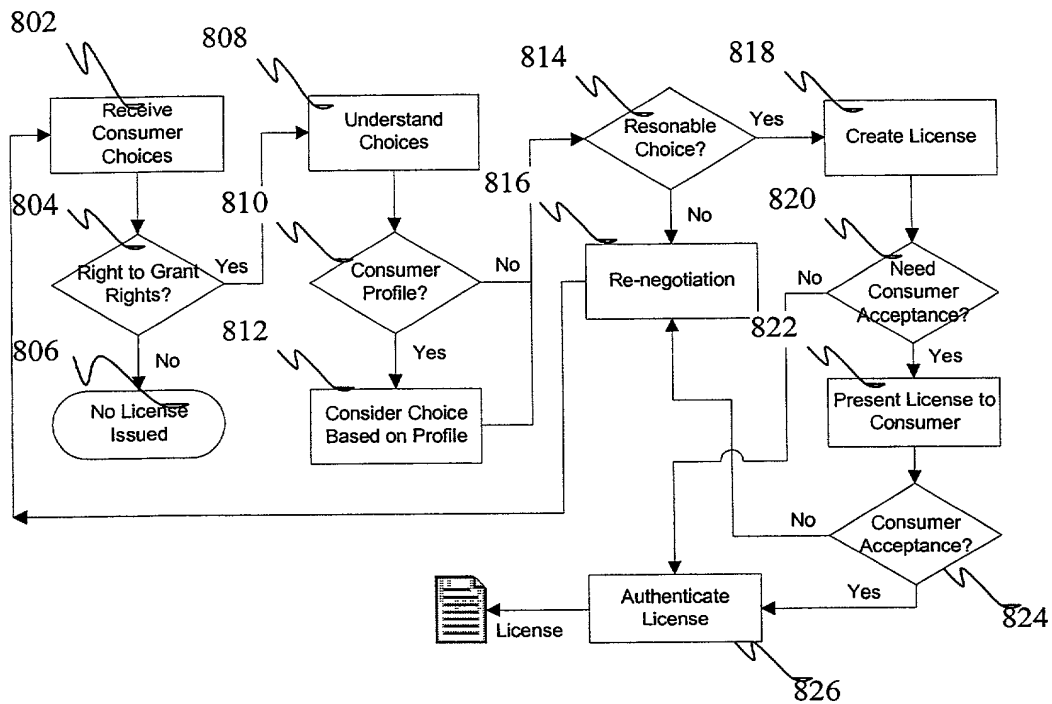 802
Receive
Consumer
Choices
804
Right to Grant
Rights?
Yes
No
806
No License
Issued
808
Understand
Choices
810
Consumer
Profile?
No
Yes
812
Consider Choice
Based on Profile
814
Resonable
Choice?
Yes
No
816
Re-negotiation
818
Create License
820
Need
Consumer
Acceptance?
No
Yes
822
Present License to
Consumer
Consumer
Acceptance?
No
Yes
824
Authenticate
License
826
License